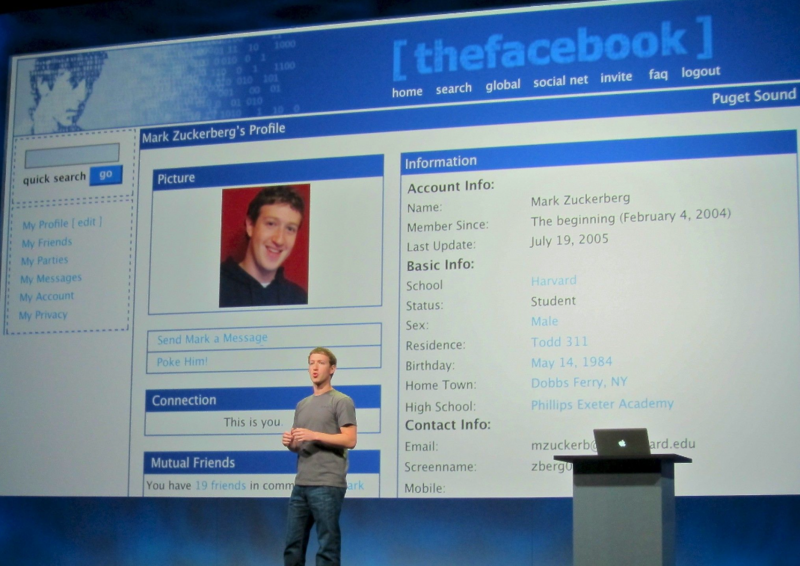 [ thefacebook ]
home search global social net invite faq logout
Puget Sound
Mark Zuckerberg's Profile
quick search go
My Profile [ edit ]
My Friends
My Parties
My Messages
My Account
My Privacy
Picture
Send Mark a Message
Poke Him!
Connection
This is you.
Mutual Friends
You have 19 friends in comm
Information
Account Info:
Name: Mark Zuckerberg
Member Since: The beginning (February 4, 2004)
Last Update: July 19, 2005
Basic Info:
School Harvard
Status: Student
Sex: Male
Residence: Todd 311
Birthday: May 14, 1984
Home Town: Dobbs Ferry, NY
High School: Phillips Exeter Academy
Contact Info:
Email: mzuckerb@ ard.edu
Screenname: zberg0
Mobile: